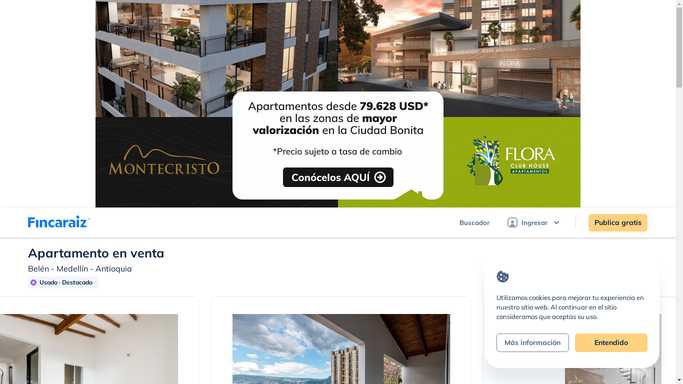 Apartamentos desde 79.628 USD*
en las zonas de mayor
valorización en la Ciudad Bonita
*Precio sujeto a tasa de cambio
Conócelos AQUÍ
MONTECRISTO
FLORA
FLORA
CLUB HOUSE
APARTAMENTOS
Fincaraiz
Buscador
Ingresar
Publica gratis
Apartamento en venta
Belén - Medellín - Antioquia
Usado · Destacado
Utilizamos cookies para mejorar tu experiencia en
nuestro sitio web. Al continuar en el sitio
consideramos que aceptas su uso.
Más información
Entendido